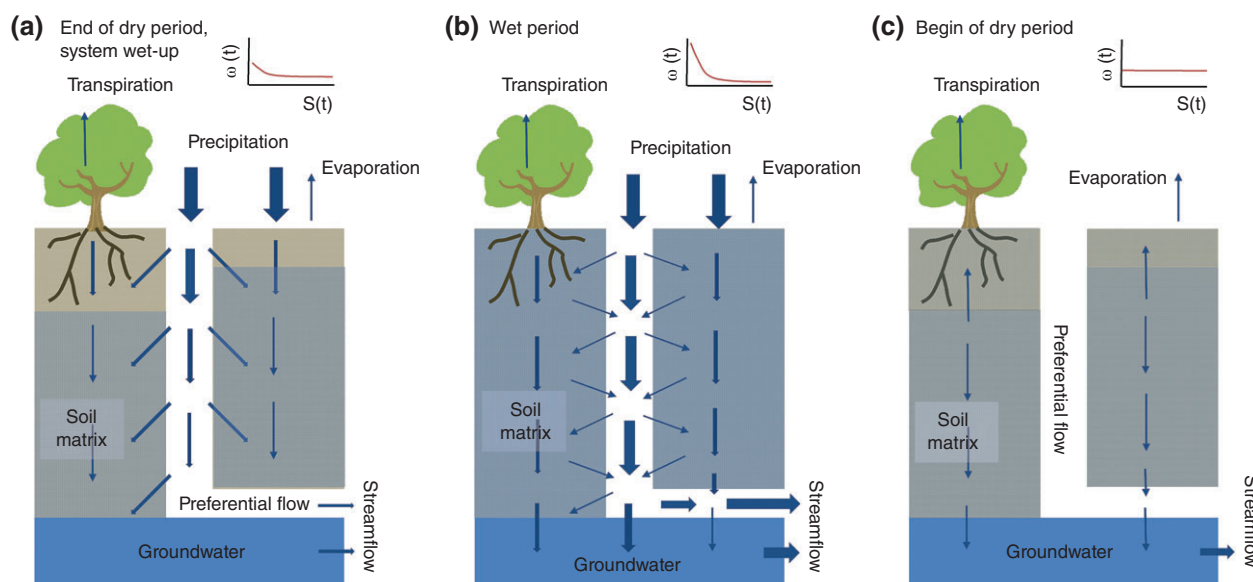 (a) End of dry period,
system wet-up
ω (t)
S(t)
Transpiration
Precipitation
Evaporation
Soil
matrix
Preferential flow
Streamflow
Groundwater
(b) Wet period
ω (t)
S(t)
Transpiration
Precipitation
Evaporation
Soil
matrix
Streamflow
Groundwater
(c) Begin of dry period
ω (t)
S(t)
Transpiration
Evaporation
Preferential flow
Soil
matrix
Streamflow
Groundwater